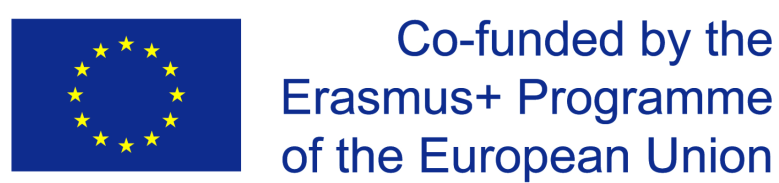 Co-funded by the
Erasmus+ Programme
of the European Union